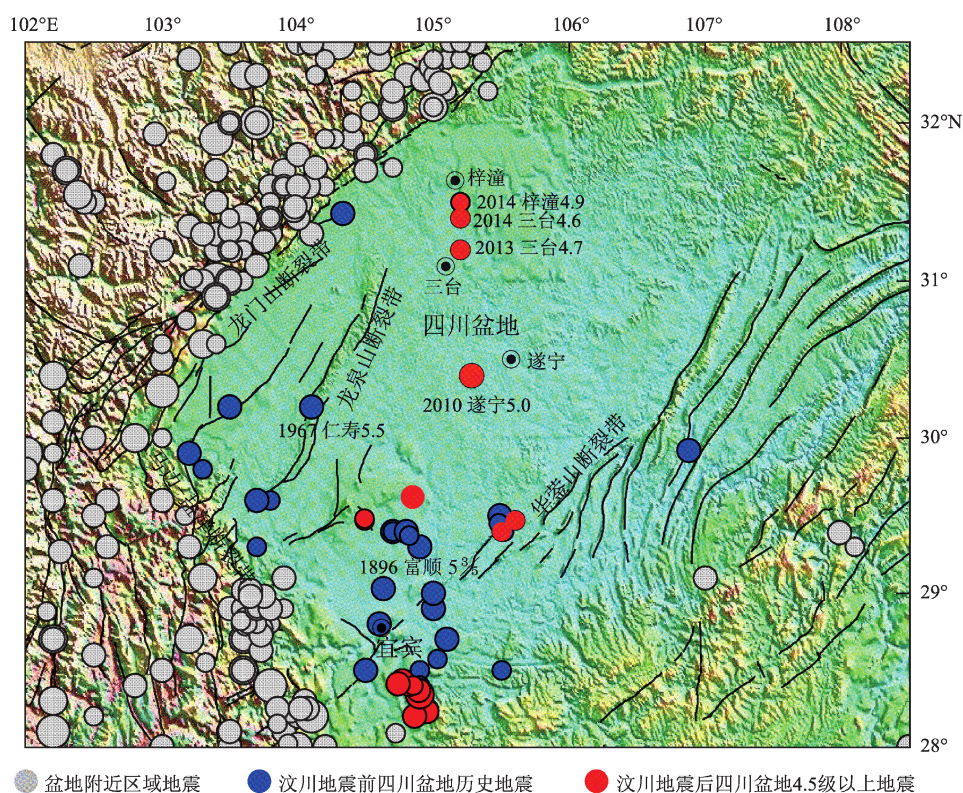 102°E 103° 104° 105° 106° 107° 108°
32°N
梓潼
2014 梓潼4.9
2014 三台4.6
2013 三台4.7
31°
三台
龙门山断裂带
龙泉山断裂带
四川盆地
遂宁
2010 遂宁5.0
1967 仁寿5.5
30°
华蓥山断裂带
1896 富顺 5¾
29°
宜宾
28°
盆地附近区域地震 汶川地震前四川盆地历史地震 汶川地震后四川盆地4.5级以上地震